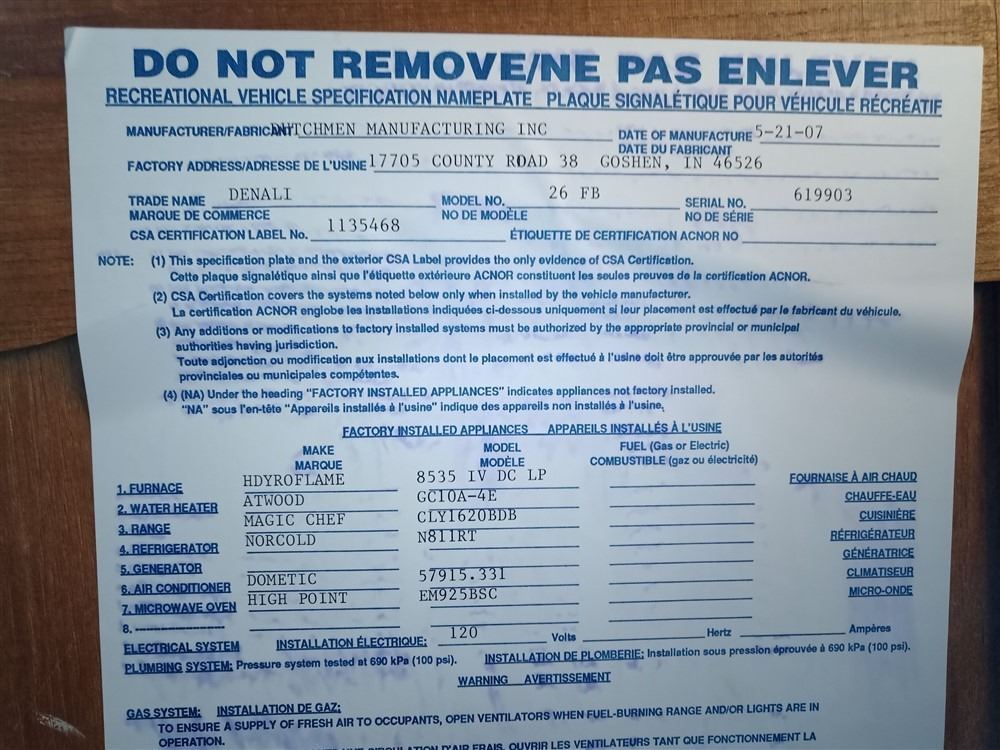 DO NOT REMOVE/NE PAS ENLEVER
RECREATIONAL VEHICLE SPECIFICATION NAMEPLATE PLAQUE SIGNALÉTIQUE POUR VÉHICULE RÉCRÉATIF
MANUFACTURER/FABRICANT DUTCHMEN MANUFACTURING INC DATE OF MANUFACTURE 5-21-07
DATE DU FABRICANT
FACTORY ADDRESS/ADRESSE DE L'USINE 17705 COUNTY ROAD 38 GOSHEN, IN 46526
TRADE NAME DENALI MODEL NO. 26 FB SERIAL NO. 619903
MARQUE DE COMMERCE NO DE MODÈLE NO DE SÉRIE
CSA CERTIFICATION LABEL No. 1135468 ÉTIQUETTE DE CERTIFICATION ACNOR NO
NOTE: (1) This specification plate and the exterior CSA Label provides the only evidence of CSA Certification.
Cette plaque signalétique ainsi que l'étiquette extérieure ACNOR constituent les seules preuves de la certification ACNOR.
(2) CSA Certification covers the systems noted below only when installed by the vehicle manufacturer.
La certification ACNOR englobe les installations indiquées ci-dessous uniquement si leur placement est effectué par le fabricant du véhicule.
(3) Any additions or modifications to factory installed systems must be authorized by the appropriate provincial or municipal
authorities having jurisdiction.
Toute adjonction ou modification aux installations dont le placement est effectué à l'usine doit être approuvée par les autorités
provinciales ou municipales compétentes.
(4) (NA) Under the heading "FACTORY INSTALLED APPLIANCES" indicates appliances not factory installed.
"NA" sous l'en-tête "Appareils installés à l'usine" indique des appareils non installés à l'usine.
FACTORY INSTALLED APPLIANCES APPAREILS INSTALLÉS À L'USINE
MAKE MODEL FUEL (Gas or Electric)
MARQUE MODÈLE COMBUSTIBLE (gaz ou électricité)
1. FURNACE HDYROFLAME 8535 IV DC LP FOURNAISE À AIR CHAUD
2. WATER HEATER ATWOOD GC10A-4E CHAUFFE-EAU
3. RANGE MAGIC CHEF CLY1620BDB CUISINIÈRE
4. REFRIGERATOR NORCOLD N811RT RÉFRIGÉRATEUR
5. GENERATOR GÉNÉRATRICE
6. AIR CONDITIONER DOMETIC 57915.331 CLIMATISEUR
7. MICROWAVE OVEN HIGH POINT EM925BSC MICRO-ONDE
8. --------------------
ELECTRICAL SYSTEM INSTALLATION ÉLECTRIQUE: 120 Volts Hertz Ampères
PLUMBING SYSTEM: Pressure system tested at 690 kPa (100 psi). INSTALLATION DE PLOMBERIE: Installation sous pression éprouvée à 690 kPa (100 psi).
WARNING AVERTISSEMENT
GAS SYSTEM: INSTALLATION DE GAZ:
TO ENSURE A SUPPLY OF FRESH AIR TO OCCUPANTS, OPEN VENTILATORS WHEN FUEL-BURNING RANGE AND/OR LIGHTS ARE IN
OPERATION.
CIRCULATION D'AIR FRAIS, OUVRIR LES VENTILATEURS TANT QUE FONCTIONNEMENT LA